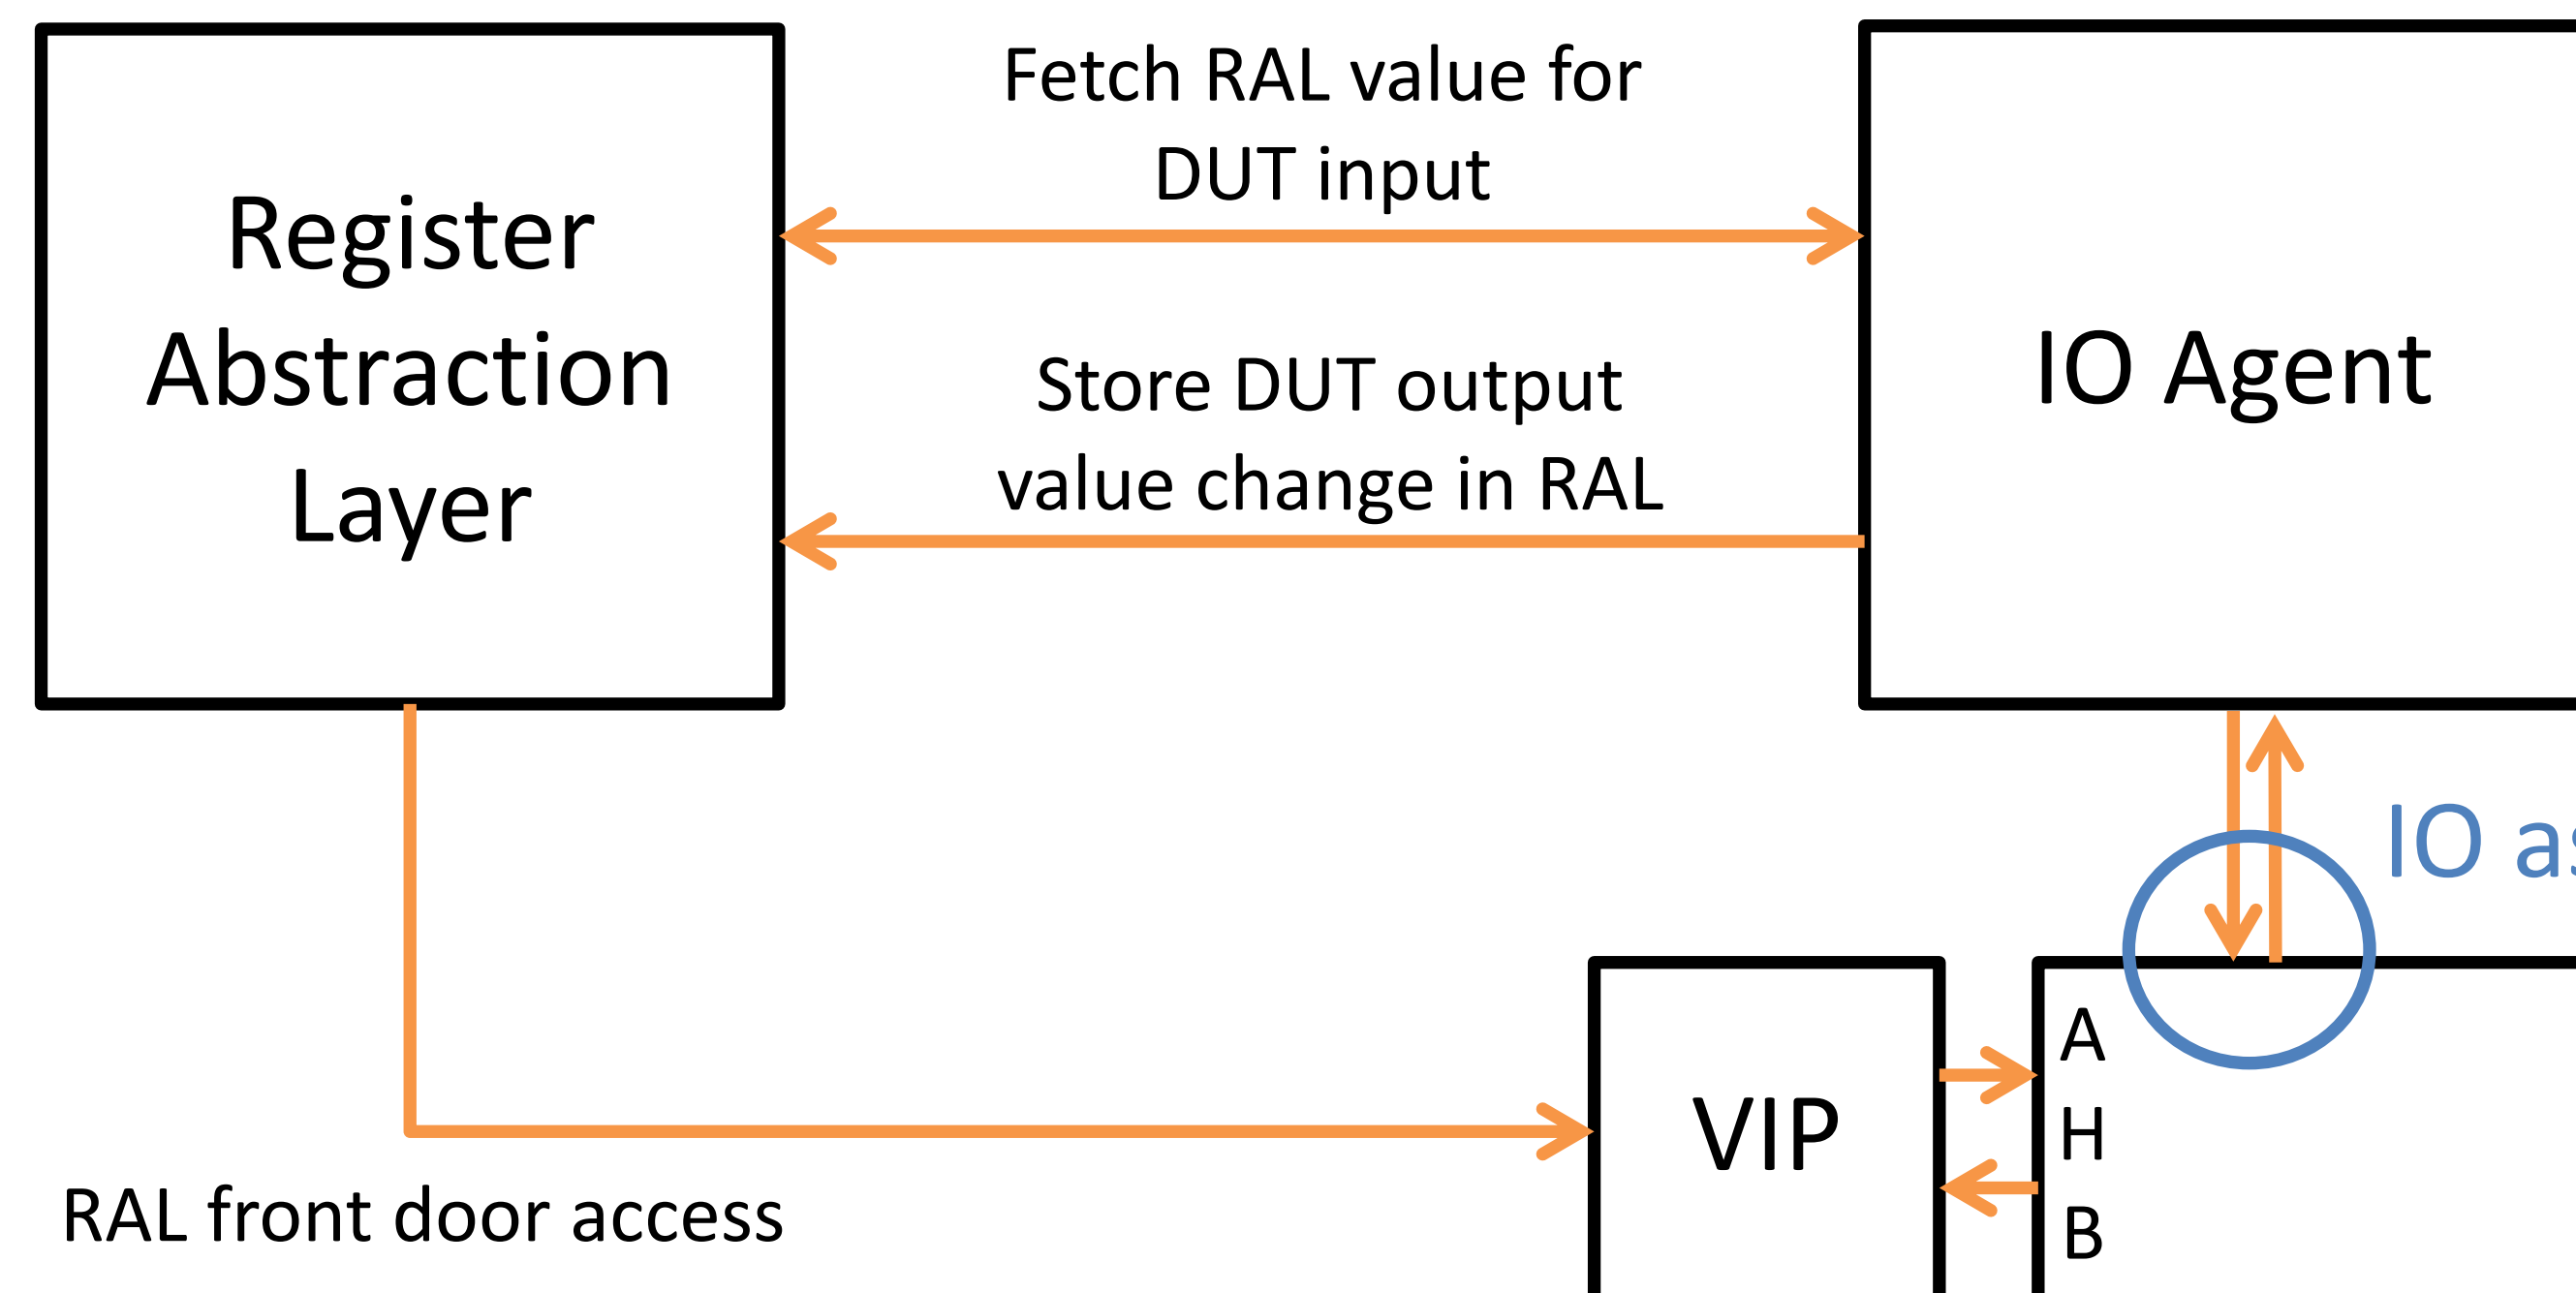 Fetch RAL value for
DUT input
Register
Abstraction
Layer
IO Agent
Store DUT output
value change in RAL
IO
VIP
A
H
B
RAL front door access